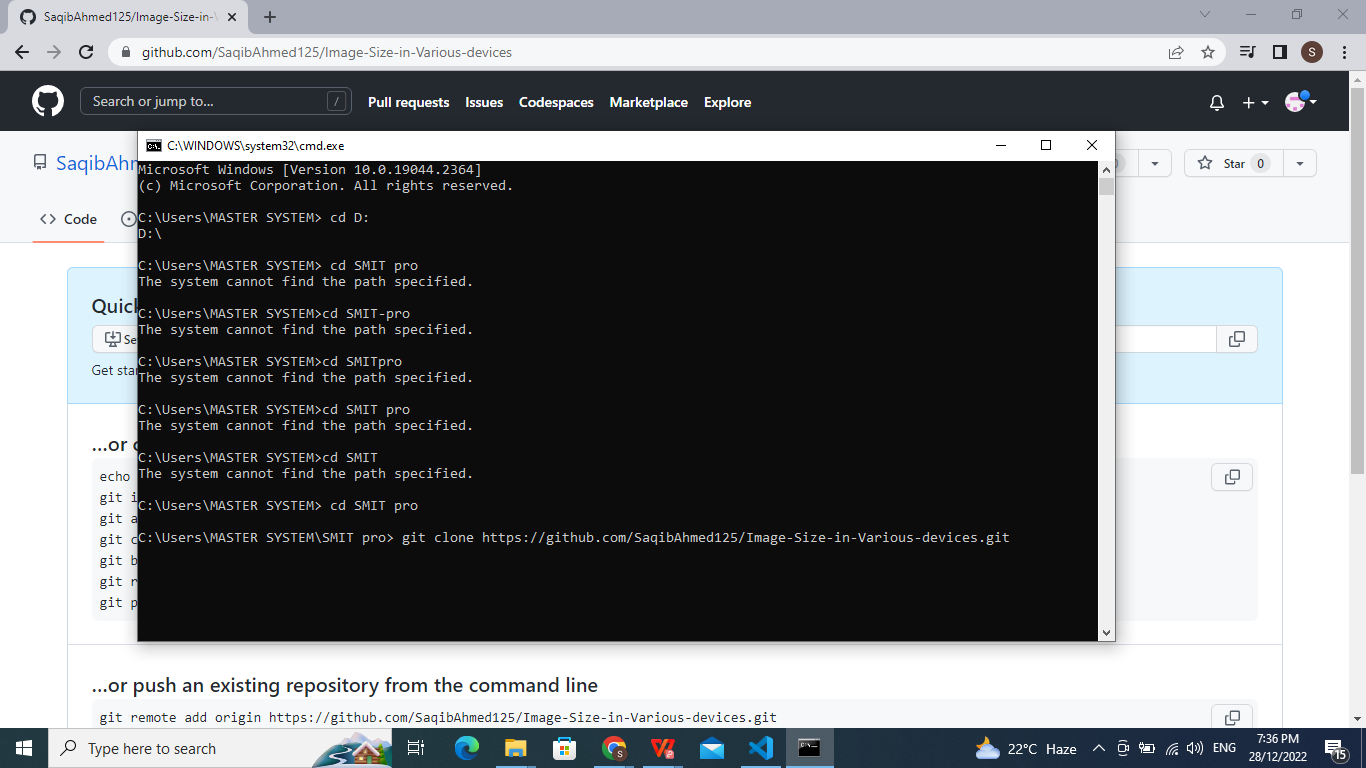 SaqibAhmed125/Image-Size-in-V
github.com/SaqibAhmed125/Image-Size-in-Various-devices
S
Search or jump to... /
Pull requests Issues Codespaces Marketplace Explore
C:\WINDOWS\system32\cmd.exe
SaqibAhm
Star 0
Code
Microsoft Windows [Version 10.0.19044.2364]
(c) Microsoft Corporation. All rights reserved.
C:\Users\MASTER SYSTEM> cd D:
D:\
C:\Users\MASTER SYSTEM> cd SMIT pro
The system cannot find the path specified.
C:\Users\MASTER SYSTEM>cd SMIT-pro
The system cannot find the path specified.
C:\Users\MASTER SYSTEM>cd SMITpro
The system cannot find the path specified.
C:\Users\MASTER SYSTEM>cd SMIT pro
The system cannot find the path specified.
C:\Users\MASTER SYSTEM>cd SMIT
The system cannot find the path specified.
C:\Users\MASTER SYSTEM> cd SMIT pro
C:\Users\MASTER SYSTEM\SMIT pro> git clone https://github.com/SaqibAhmed125/Image-Size-in-Various-devices.git
Quick
Se
Get star
...or c
echo
git i
git a
git c
git b
git r
git p
...or push an existing repository from the command line
git remote add origin https://github.com/SaqibAhmed125/Image-Size-in-Various-devices.git
Type here to search
22°C Haze
ENG
7:36 PM
28/12/2022
15